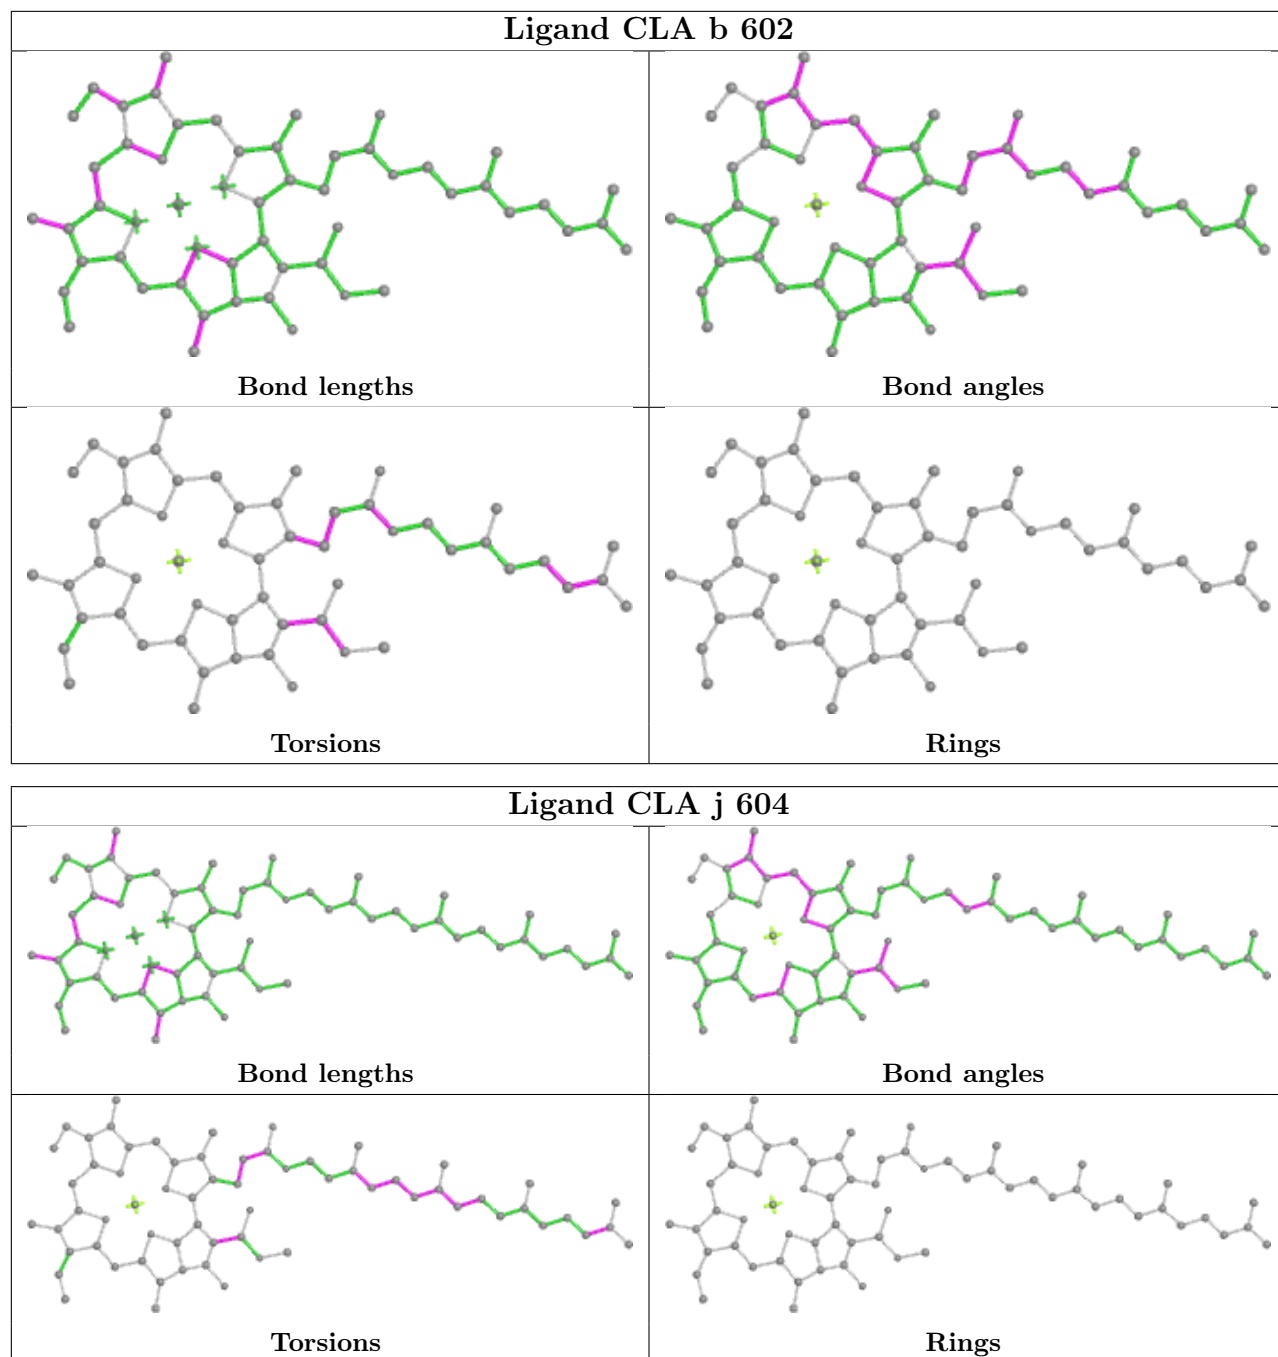 Ligand CLA b 602
Bond lengths
Bond angles
Torsions
Rings
Ligand CLA j 604
Bond lengths
Bond angles
Torsions
Rings